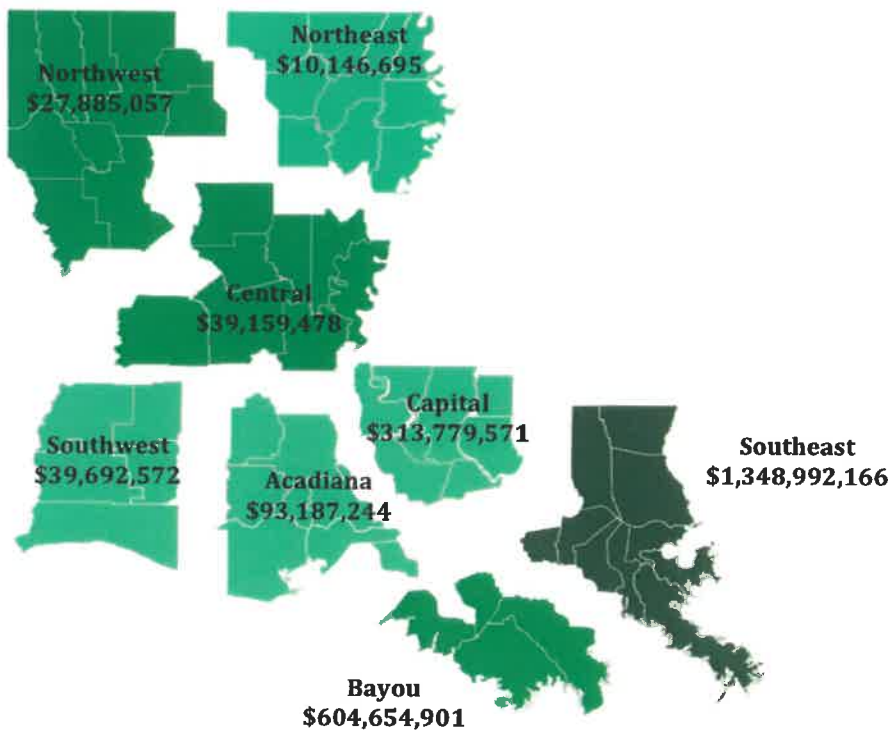 Northwest
$27,885,057
Northeast
$10,146,695
Central
$39,159,478
Southwest
$39,692,572
Acadiana
$93,187,244
Capital
$313,779,571
Southeast
$1,348,992,166
Bayou
$604,654,901